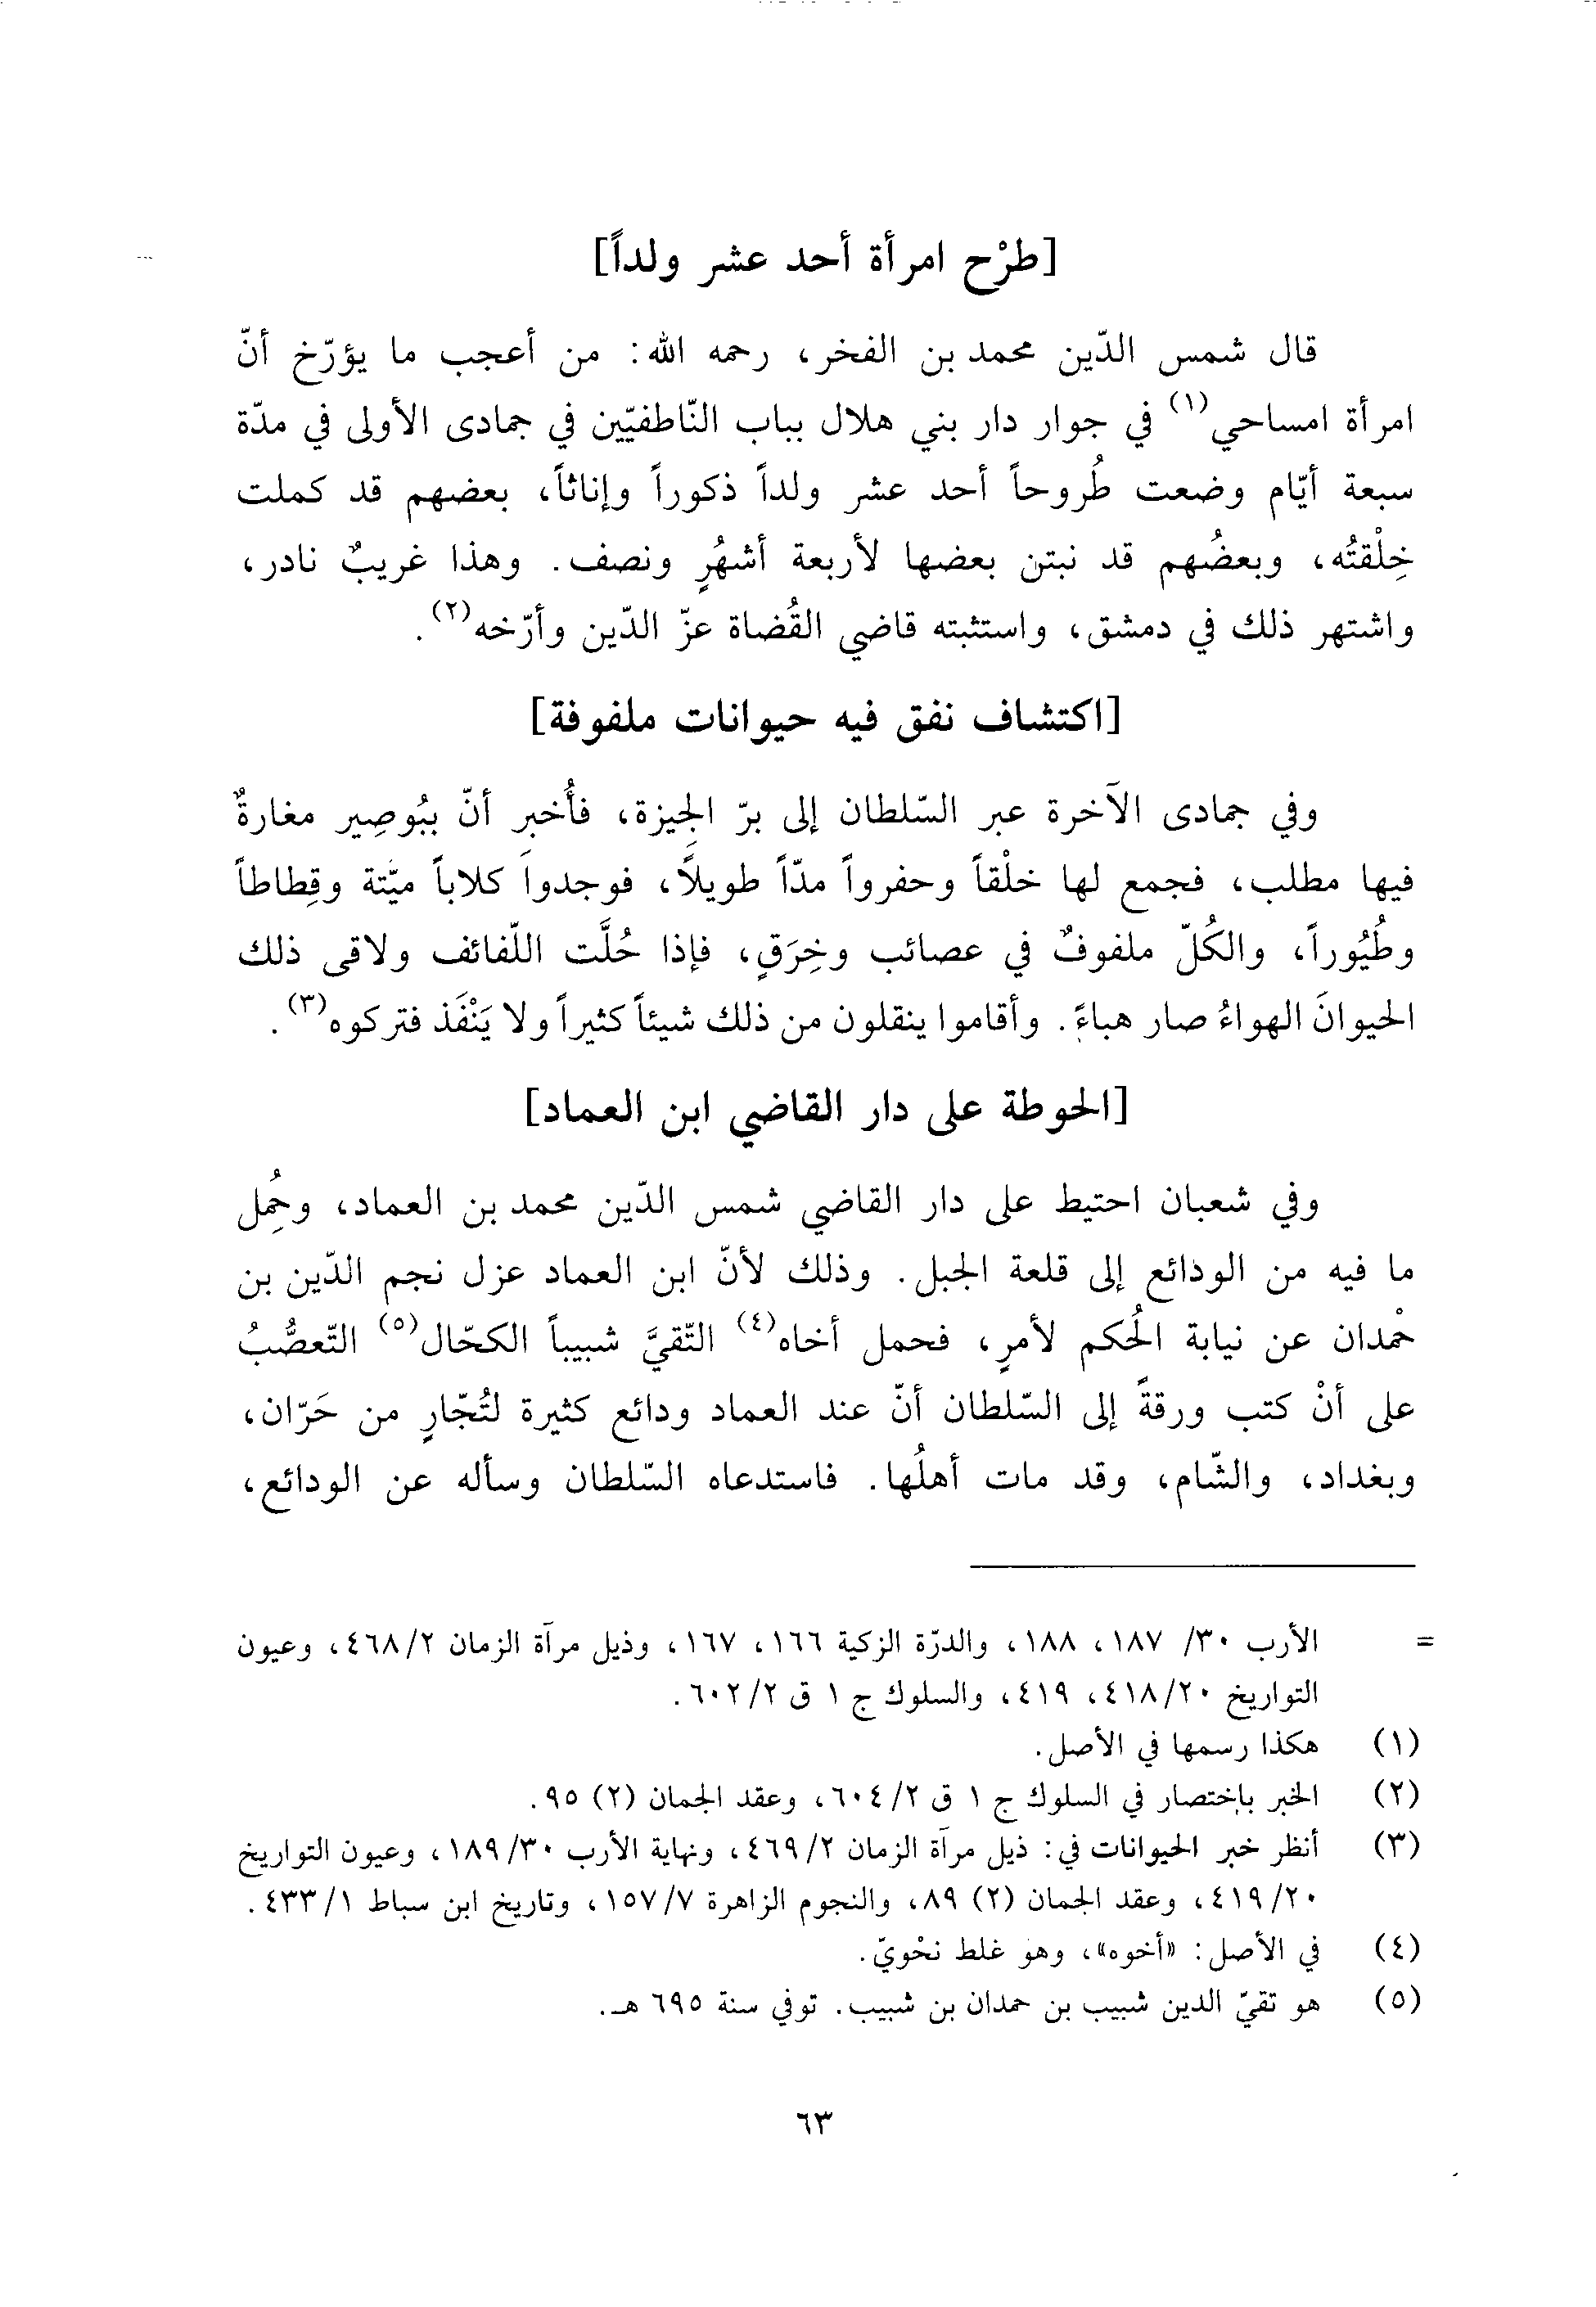 [طرْح امرأة أحد عشر ولداً]
قال شمس الدّين محمد بن الفخر، رحمه الله: من أعجب ما يؤرّخ أنّ
امرأة امساحي(١) في جوار دار بني هلال بباب النّاطفيّين في جمادى الأولى في مدّة
سبعة أيّام وضعت طُروحاً أحد عشر ولداً ذكوراً وإناثاً، بعضهم قد كملت
خِلْقتُه، وبعضُهم قد نبتن بعضها لأربعة أشهُرٍ ونصف. وهذا غريبٌ نادر،
واشتهر ذلك في دمشق، واستثبته قاضي القُضاة عزّ الدّين وأرّخه(٢).
[اكتشاف نفق فيه حيوانات ملفوفة]
وفي جمادى الآخرة عبر السّلطان إلى برّ الجيزة، فأُخبر أنّ ببُوصِير مغارةٌ
فيها مطلب، فجمع لها خلْقاً وحفروا مدّاً طويلاً، فوجدوا كلاباً ميّتة وقِطاطاً
وطُيُوراً، والكُلّ ملفوفٌ في عصائب وخِرَقٍ، فإذا حُلَّت اللّفائف ولاقى ذلك
الحيوانَ الهواءُ صار هباءً. وأقاموا ينقلون من ذلك شيئاً كثيراً ولا يَنْفَذ فتركوه(٣).
[الحوطة على دار القاضي ابن العماد]
وفي شعبان احتيط على دار القاضي شمس الدّين محمد بن العماد، وحُمِل
ما فيه من الودائع إلى قلعة الجبل. وذلك لأنّ ابن العماد عزل نجم الدّين بن
حْمدان عن نيابة الحُكم لأمرٍ، فحمل أخاه(٤) التّقيَّ شبيباً الكحّال(٥) التّعصُّبُ
على أنْ كتب ورقةً إلى السّلطان أنّ عند العماد ودائع كثيرة لتُجّارٍ من حَرّان،
وبغداد، والشّام، وقد مات أهلُها. فاستدعاه السّلطان وسأله عن الودائع،
= الأرب ٣٠/ ١٨٧، ١٨٨، والدرّة الزكية ١٦٦، ١٦٧، وذيل مرآة الزمان ٤٦٨/٢، وعيون
التواريخ ٤١٨/٢٠، ٤١٩، والسلوك ج ١ ق ٦٠٢/٢.
(١) هكذا رسمها في الأصل.
(٢) الخبر بإختصار في السلوك ج ١ ق ٦٠٤/٢، وعقد الجمان (٢) ٩٥.
(٣) أنظر خبر الحيوانات في: ذيل مرآة الزمان ٤٦٩/٢، ونهاية الأرب ١٨٩/٣٠، وعيون التواريخ
٤١٩/٢٠، وعقد الجمان (٢) ٨٩، والنجوم الزاهرة ١٥٧/٧، وتاريخ ابن سباط ٤٣٣/١.
(٤) في الأصل: «أخوه»، وهو غلط نحْويّ.
(٥) هو تقيّ الدين شبيب بن حمدان بن شبيب. توفي سنة ٦٩٥ هـ.
٦٣